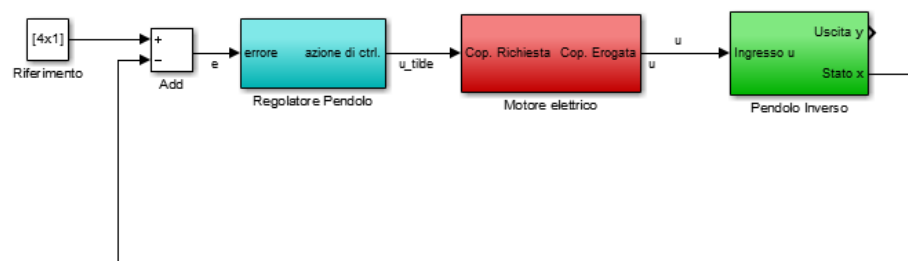 [4x1]
Riferimento
+
−
Add
e
errore
azione di ctrl.
Regolatore Pendolo
u_tilde
Cop. Richiesta
Cop. Erogata
Motore elettrico
u
u
Ingresso u
Uscita y
Stato x
Pendolo Inverso